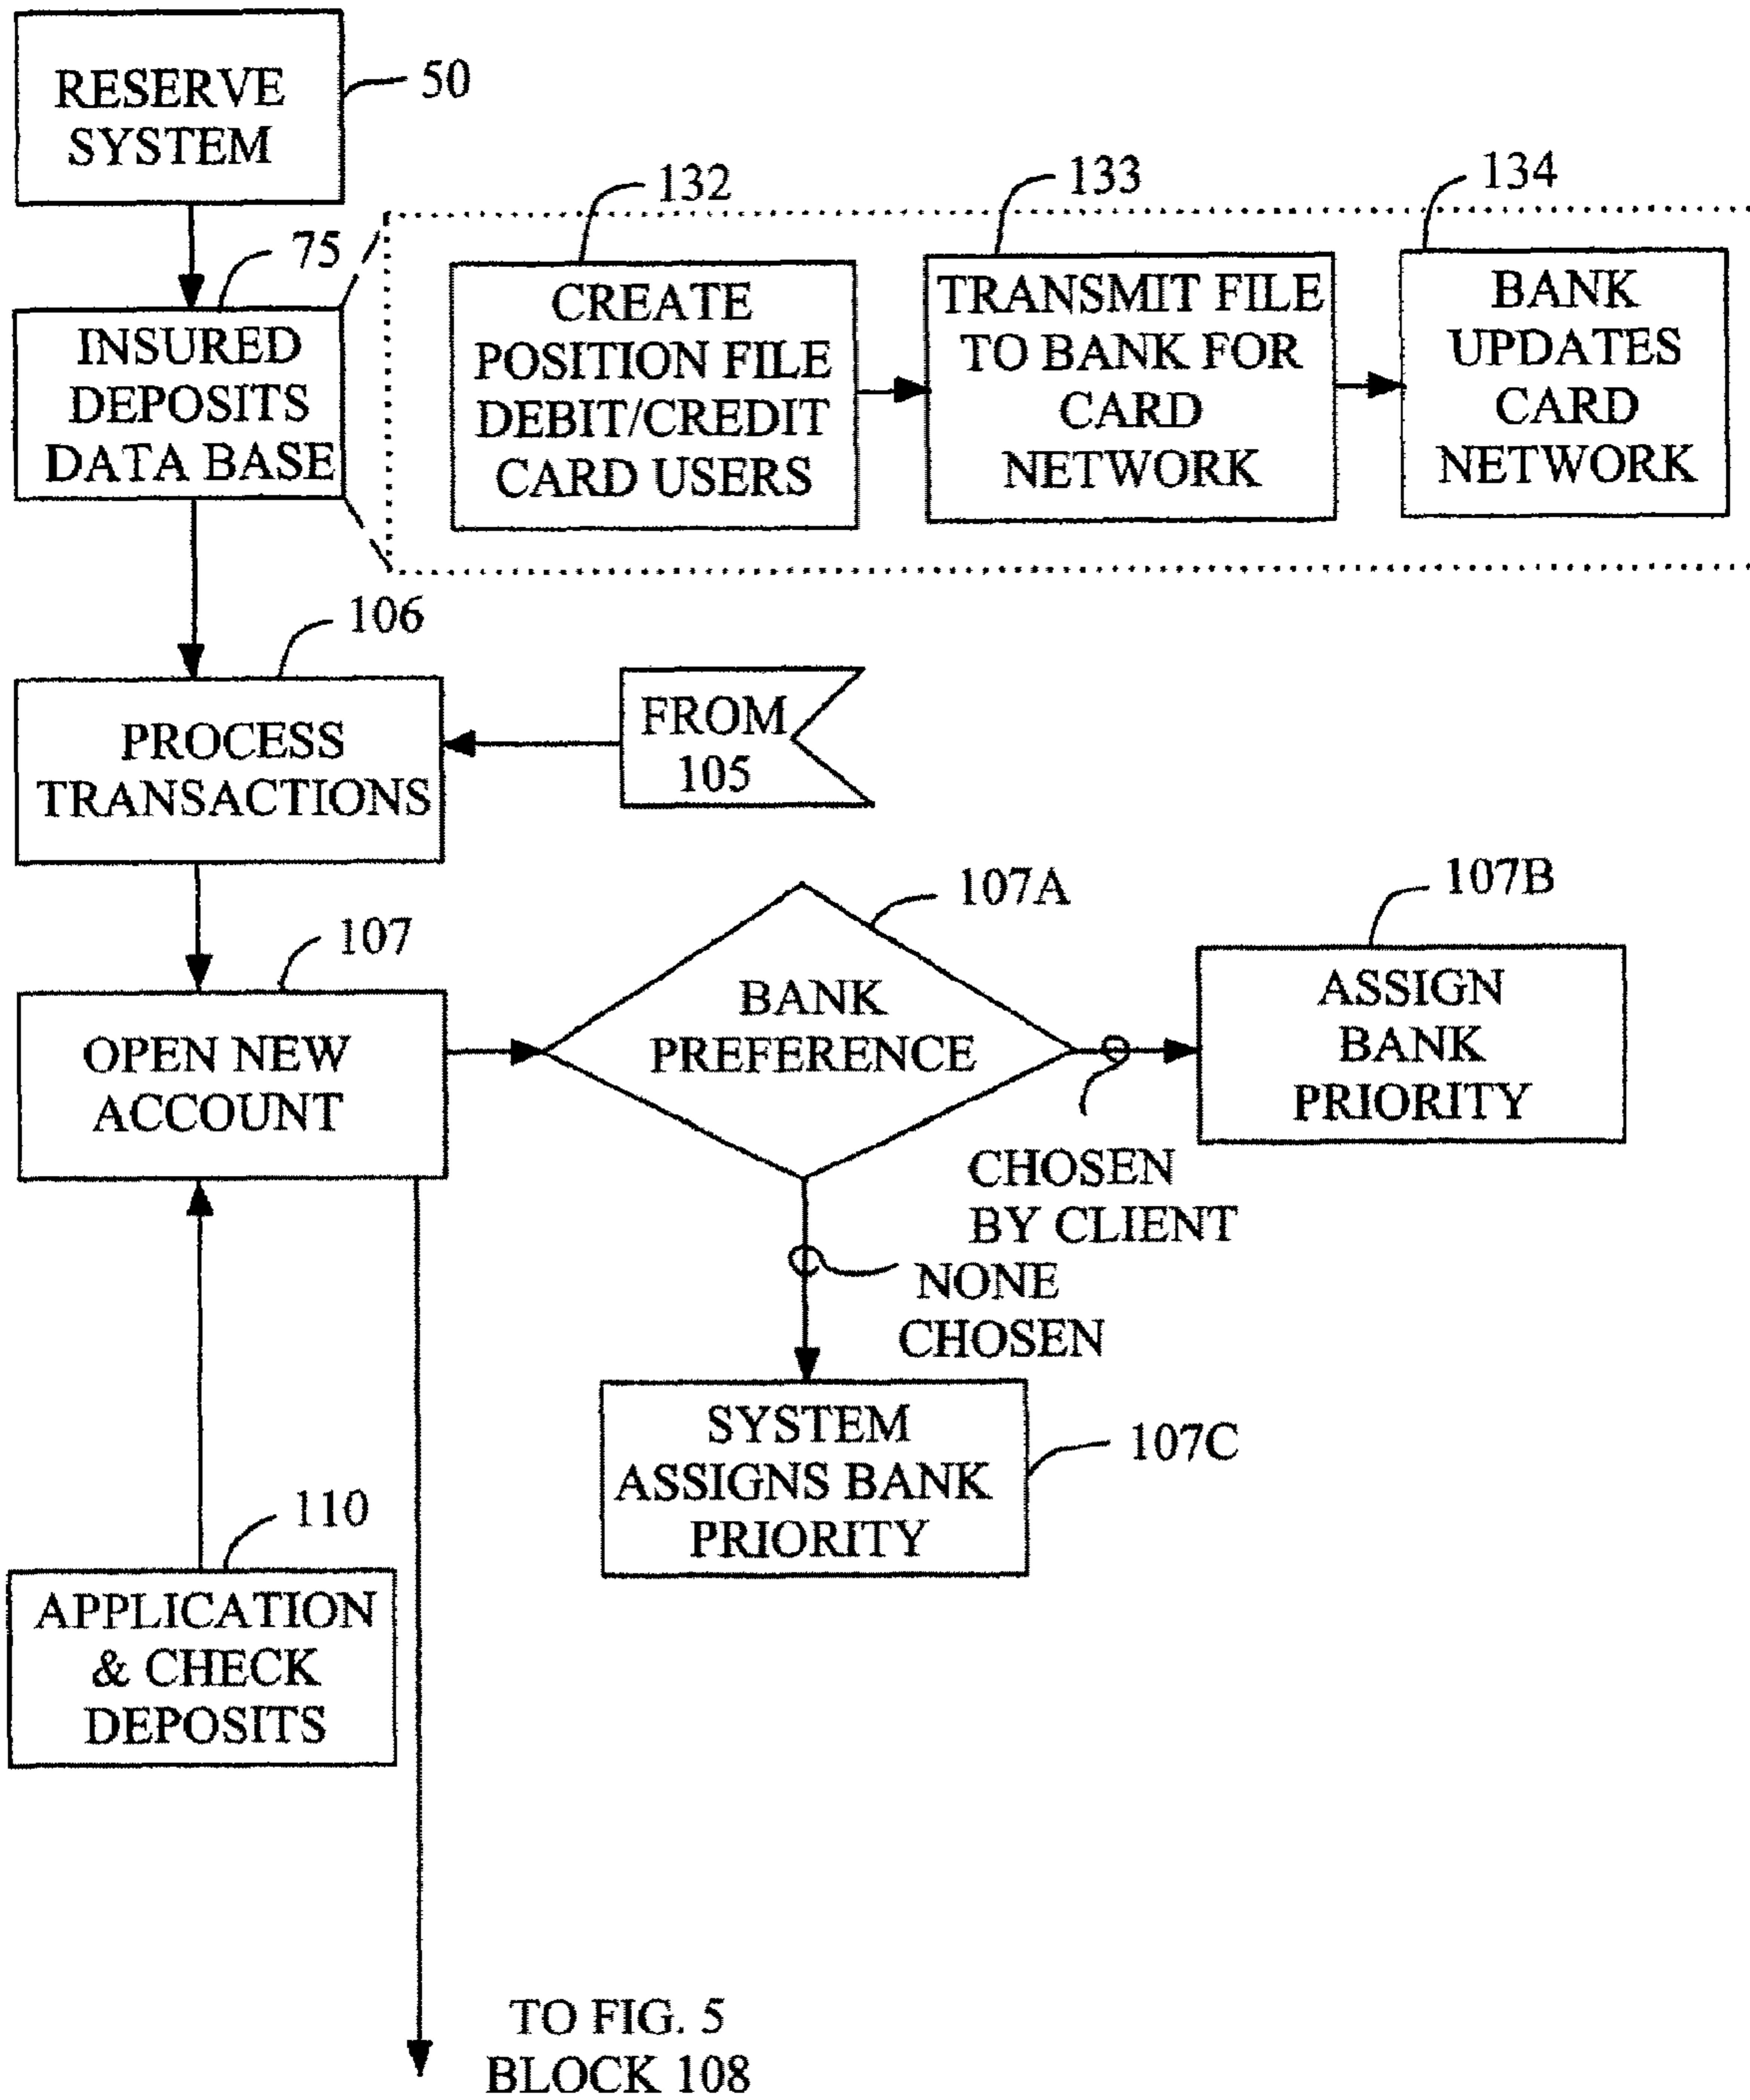 RESERVE
SYSTEM
50
75
INSURED
DEPOSITS
DATA BASE
132
CREATE
POSITION FILE
DEBIT/CREDIT
CARD USERS
133
TRANSMIT FILE
TO BANK FOR
CARD
NETWORK
134
BANK
UPDATES
CARD
NETWORK
106
PROCESS
TRANSACTIONS
FROM
105
107
OPEN NEW
ACCOUNT
107A
BANK
PREFERENCE
107B
ASSIGN
BANK
PRIORITY
CHOSEN
BY CLIENT
NONE
CHOSEN
SYSTEM
ASSIGNS BANK
PRIORITY
107C
110
APPLICATION
& CHECK
DEPOSITS
TO FIG. 5
BLOCK 108